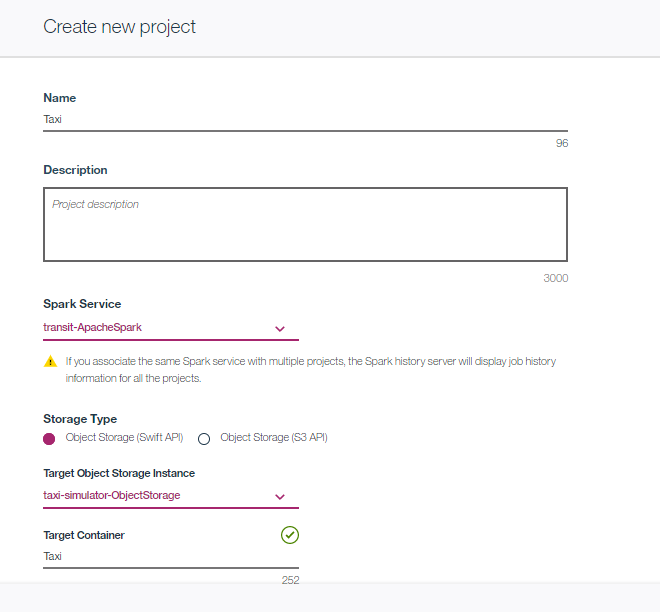 Create new project
Name
Taxi
96
Description
Project description
3000
Spark Service
transit-ApacheSpark
If you associate the same Spark service with multiple projects, the Spark history server will display job history
information for all the projects.
Storage Type
Object Storage (Swift API) Object Storage (S3 API)
Target Object Storage Instance
taxi-simulator-ObjectStorage
Target Container
Taxi
252